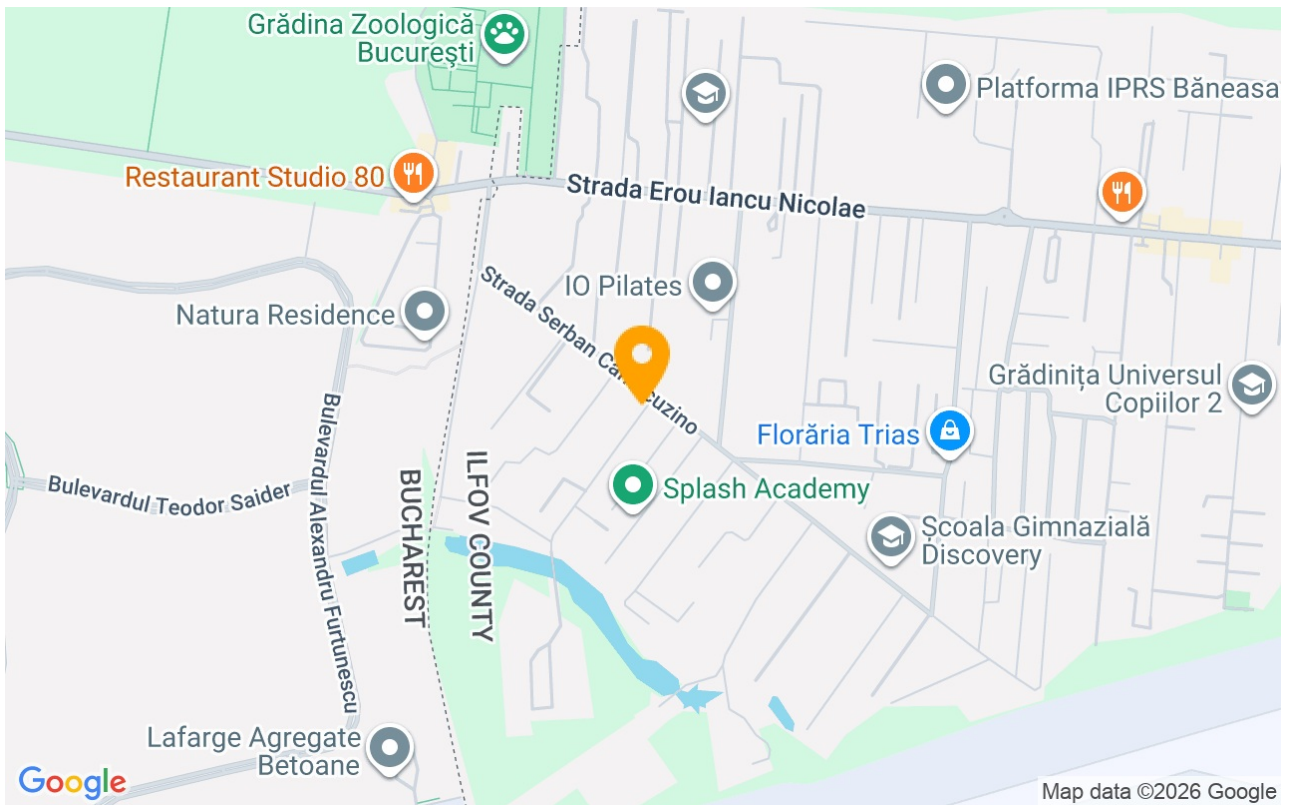 Grădina Zoologică
Bucureşti
Platforma IPRS Băneasa
Restaurant Studio 80
Strada Erou Iancu Nicolae
IO Pilates
Strada Serban
cuzino
Natura Residence
Grădinița Universul
Copiilor 2
Florăria Trias
Bulevardul Teodor Saider
Bulevardul Alexandru Furtunescu
BUCHAREST
ILFOV COUNTY
Splash Academy
Școala Gimnazială
Discovery
Lafarge Agregate
Betoane
Google
Map data ©2026 Google